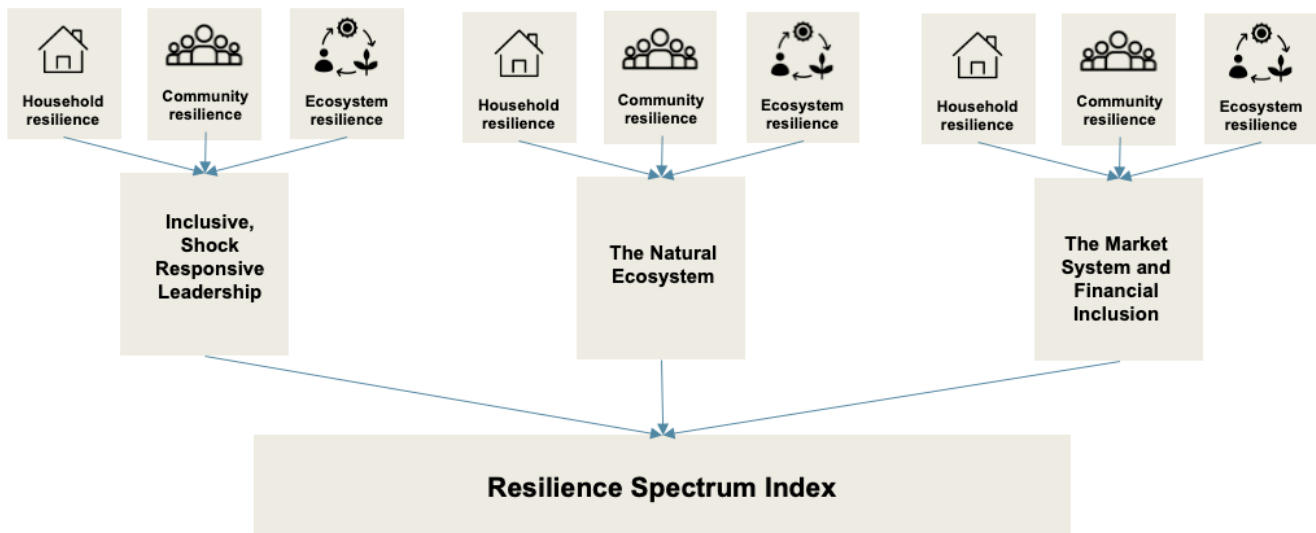 Household
resilience
Community
resilience
Ecosystem
resilience
Household
resilience
Community
resilience
Ecosystem
resilience
Household
resilience
Community
resilience
Ecosystem
resilience
Inclusive,
Shock
Responsive
Leadership
The Natural
Ecosystem
The Market
System and
Financial
Inclusion
Resilience Spectrum Index